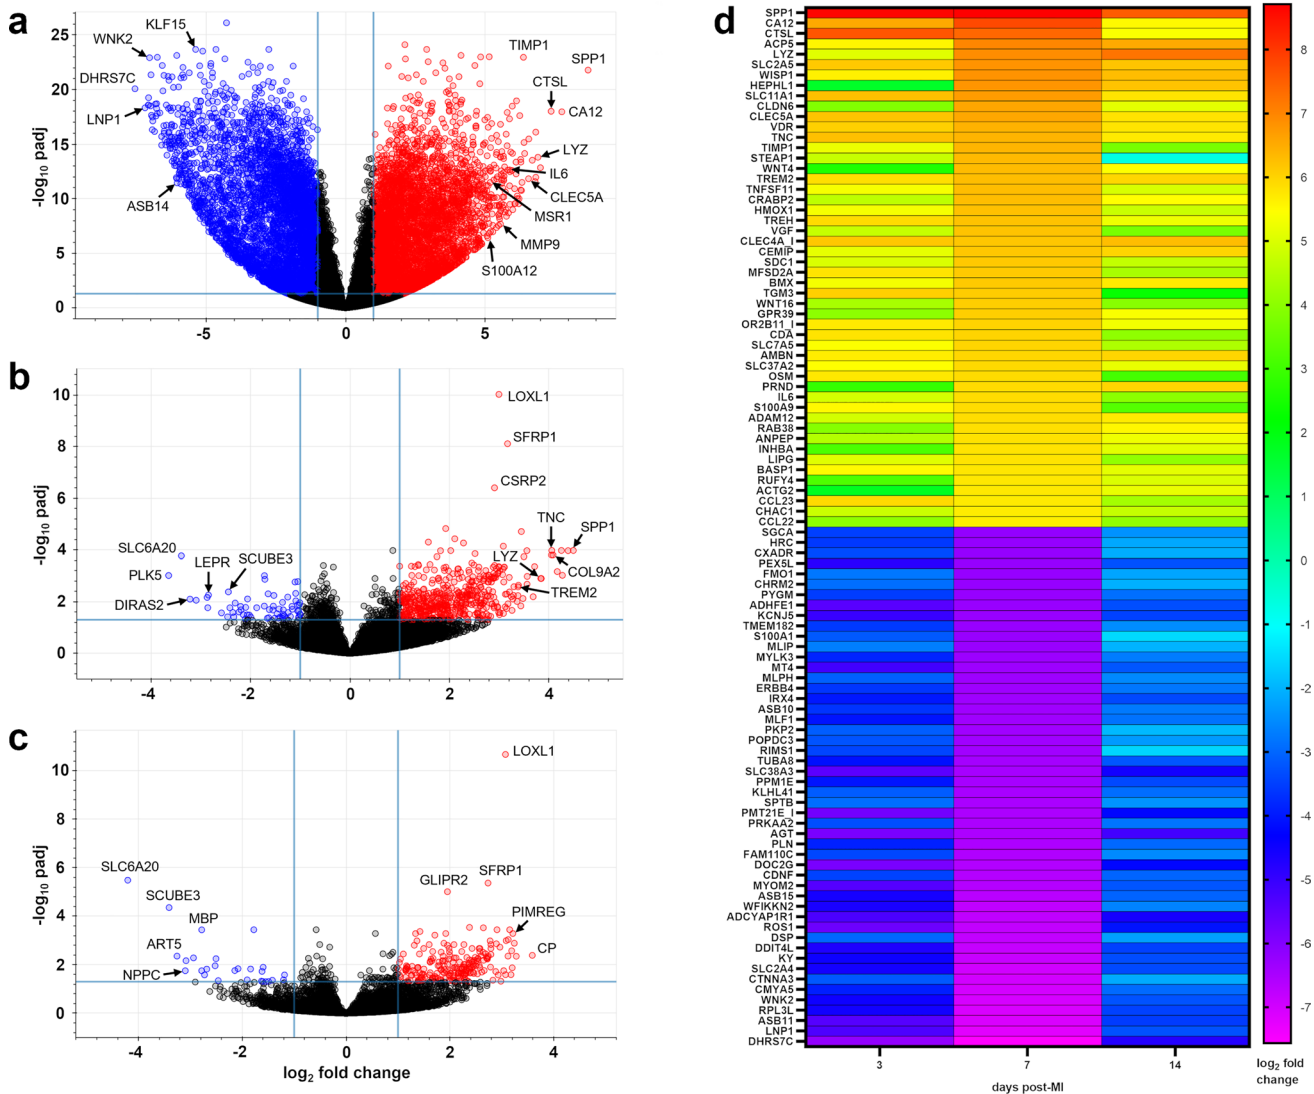 a
25
20
15
10
5
0
-log10 padj
-5
0
5
KLF15
WNK2
DHRS7C
LNP1
ASB14
TIMP1
SPP1
CTSL
CA12
LYZ
IL6
CLEC5A
MSR1
MMP9
S100A12
b
10
8
6
4
2
0
-log10 padj
-4
-2
0
2
4
LOXL1
SFRP1
CSRP2
TNC
SPP1
SLC6A20
LEPR
SCUBE3
LYZ
PLK5
COL9A2
DIRAS2
TREM2
c
10
8
6
4
2
0
-log10 padj
-4
-2
0
2
4
log2 fold change
LOXL1
SLC6A20
SCUBE3
MBP
ART5
NPPC
GLIPR2
SFRP1
PIMREG
CP
d
SPP1
CA12
CTSL
ACP5
LYZ
SLC2A5
WISP1
HEPHL1
SLC11A1
CLDN6
CLEC5A
VDR
TNC
TIMP1
STEAP1
WNT4
TREM2
TNFSF11
CRABP2
HMOX1
TREH
VGF
CLEC4A_I
CEMIP
SDC1
MFSD2A
BMX
TGM3
WNT16
GPR39
OR2B11_I
CDA
SLC7A5
AMBN
SLC37A2
OSM
PRND
IL6
S100A9
ADAM12
RAB38
ANPEP
INHBA
LIPG
BASP1
RUFY4
ACTG2
CCL23
CHAC1
CCL22
SGCA
HRC
CXADR
PEX5L
FMO1
CHRM2
PYGM
ADHFE1
KCNJ5
TMEM182
S100A1
MLIP
MYLK3
MT4
MLPH
ERBB4
IRX4
ASB10
MLF1
PKP2
POPDC3
RIMS1
TUBA8
SLC38A3
PPM1E
KLHL41
SPTB
PMT21E_I
PRKAA2
AGT
PLN
FAM110C
DOC2G
CDNF
MYOM2
ASB15
WFIKKN2
ADCYAP1R1
ROS1
DSP
DDIT4L
KY
SLC2A4
CTNNA3
CMYA5
WNK2
RPL3L
ASB11
LNP1
DHRS7C
3
7
14
days post-MI
8
7
6
5
4
3
2
1
0
-1
-2
-3
-4
-5
-6
-7
log2 fold
change